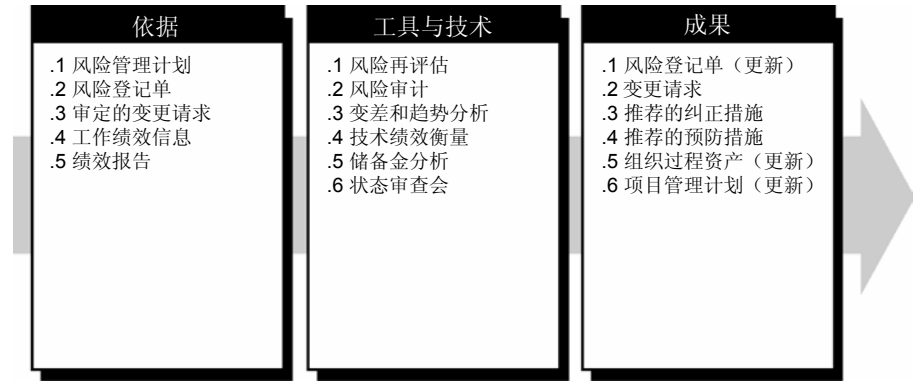 依据
.1 风险管理计划
.2 风险登记单
.3 审定的变更请求
.4 工作绩效信息
.5 绩效报告
工具与技术
.1 风险再评估
.2 风险审计
.3 变差和趋势分析
.4 技术绩效衡量
.5 储备金分析
.6 状态审查会
成果
.1 风险登记单（更新）
.2 变更请求
.3 推荐的纠正措施
.4 推荐的预防措施
.5 组织过程资产（更新）
.6 项目管理计划（更新）